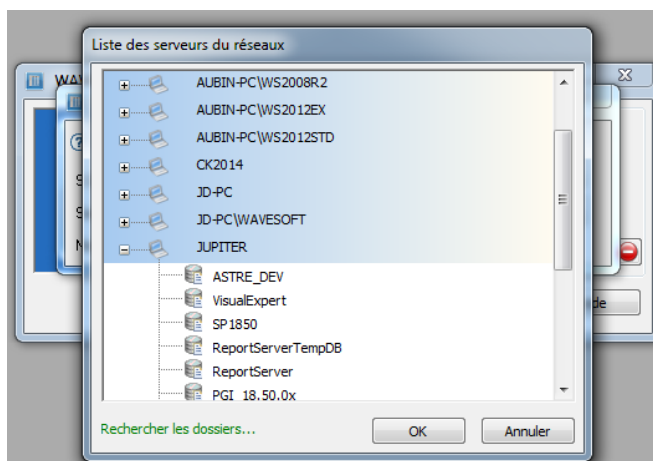 Liste des serveurs du réseaux
AUBIN-PC\WS2008R2
AUBIN-PC\WS2012EX
AUBIN-PC\WS2012STD
CK2014
JD-PC
JD-PC\WAVESOFT
JUPITER
ASTRE_DEV
VisualExpert
SP1850
ReportServerTempDB
ReportServer
PGI_18.50.0x
Rechercher les dossiers...
OK
Annuler